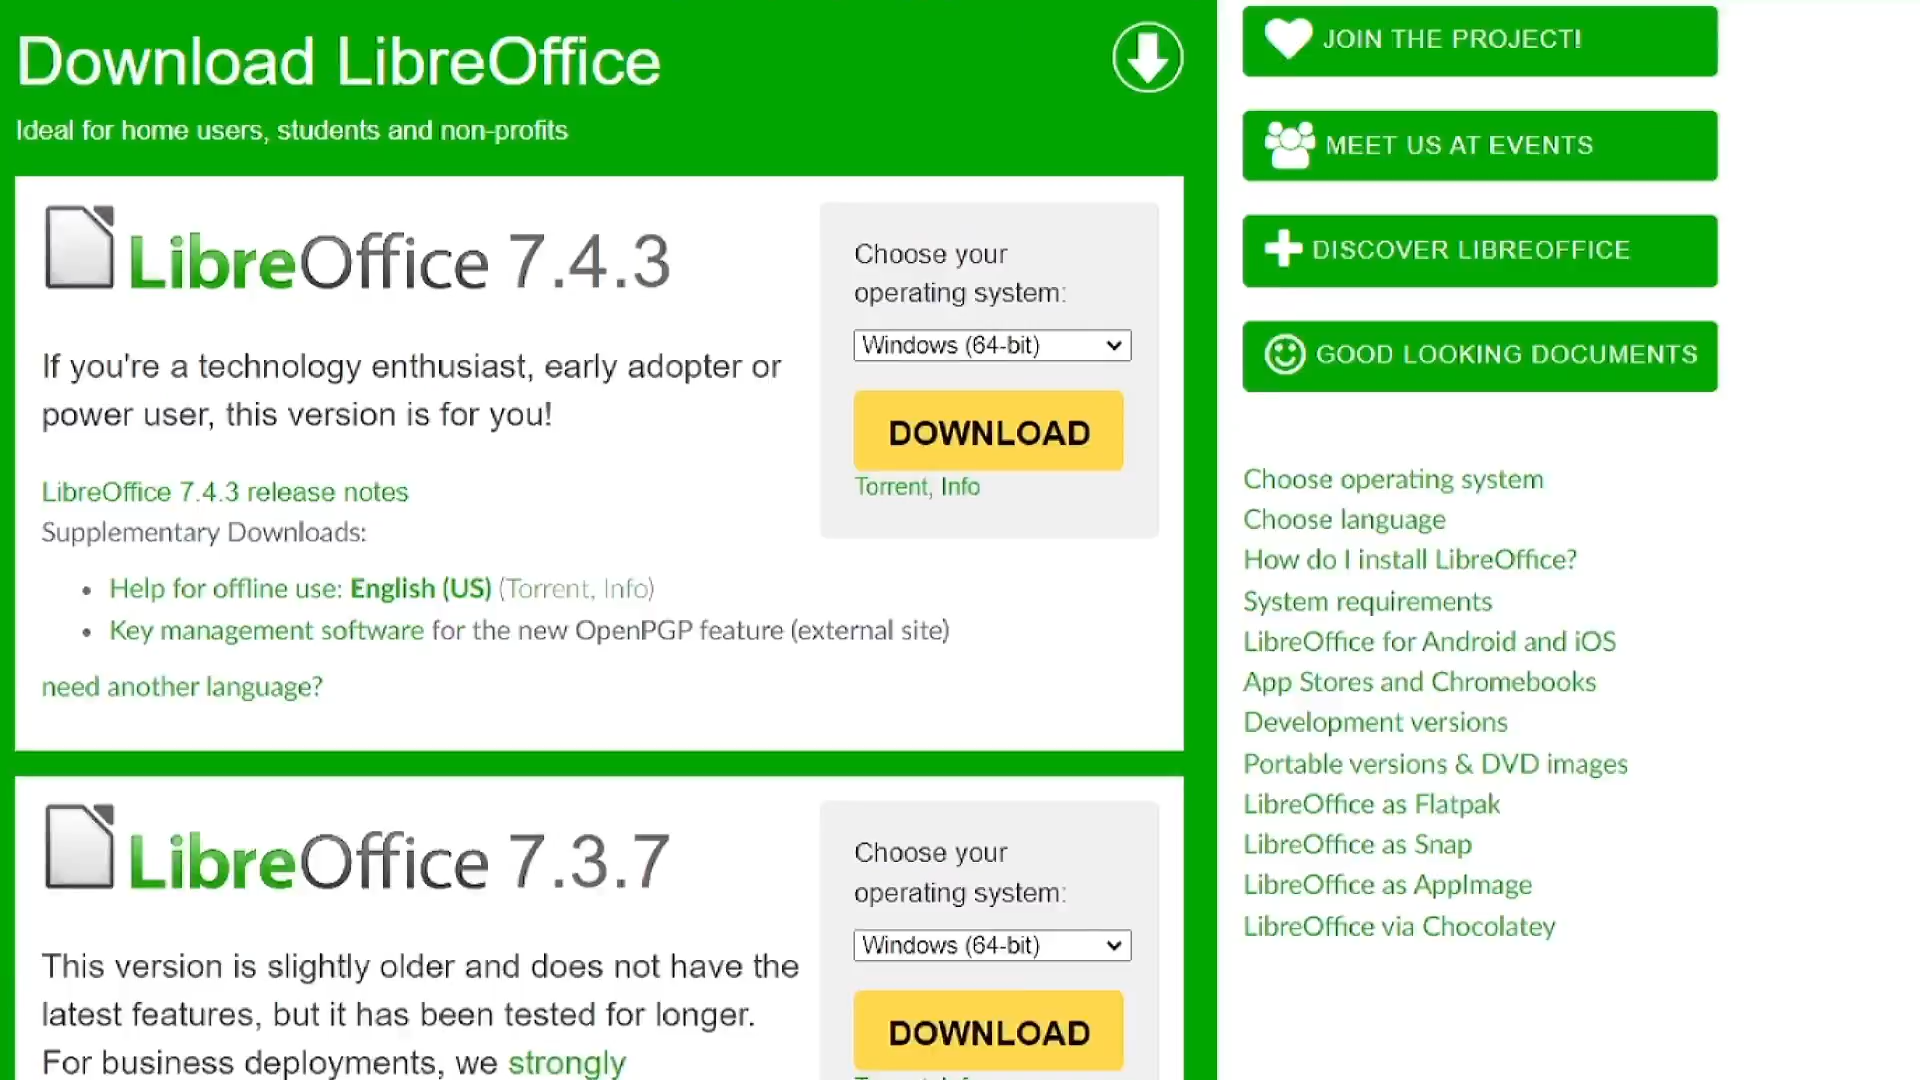 Download LibreOffice
Ideal for home users, students and non-profits
LibreOffice 7.4.3
If you're a technology enthusiast, early adopter or
power user, this version is for you!
LibreOffice 7.4.3 release notes
Supplementary Downloads:
Help for offline use: English (US) (Torrent, Info)
Key management software for the new OpenPGP feature (external site)
need another language?
Choose your
operating system:
Windows (64-bit)
DOWNLOAD
Torrent, Info
LibreOffice 7.3.7
This version is slightly older and does not have the
latest features, but it has been tested for longer.
For business deployments, we strongly
Choose your
operating system:
Windows (64-bit)
DOWNLOAD
JOIN THE PROJECT!
MEET US AT EVENTS
DISCOVER LIBREOFFICE
GOOD LOOKING DOCUMENTS
Choose operating system
Choose language
How do I install LibreOffice?
System requirements
LibreOffice for Android and iOS
App Stores and Chromebooks
Development versions
Portable versions & DVD images
LibreOffice as Flatpak
LibreOffice as Snap
LibreOffice as AppImage
LibreOffice via Chocolatey